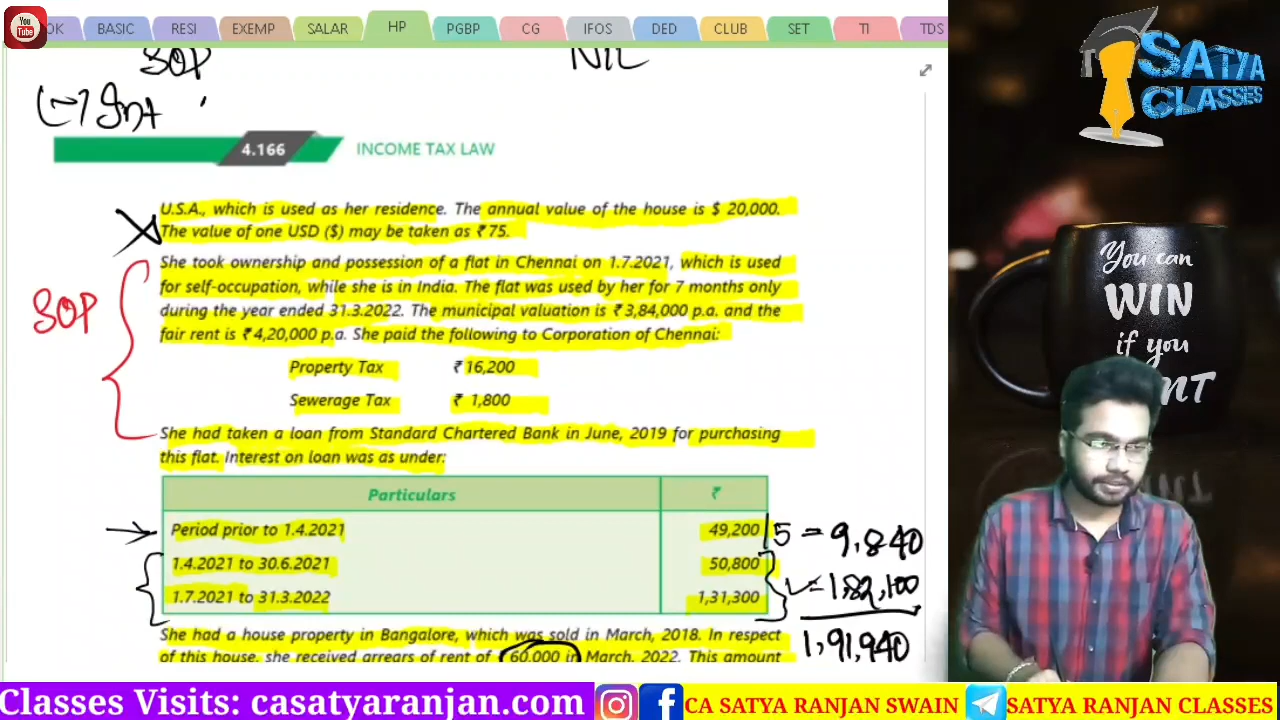 You Tube
OK BASIC RESI EXEMP SALAR HP PGBP CG IFOS DED CLUB SET TI TDS
SATYA
CLASSES
SOP NIL
(-) Int
4.166 INCOME TAX LAW
U.S.A., which is used as her residence. The annual value of the house is $ 20,000.
The value of one USD ($) may be taken as ₹ 75.
She took ownership and possession of a flat in Chennai on 1.7.2021, which is used
for self-occupation, while she is in India. The flat was used by her for 7 months only
during the year ended 31.3.2022. The municipal valuation is ₹ 3,84,000 p.a. and the
fair rent is ₹ 4,20,000 p.a. She paid the following to Corporation of Chennai:
SOP
Property Tax ₹ 16,200
Sewerage Tax ₹ 1,800
She had taken a loan from Standard Chartered Bank in June, 2019 for purchasing
this flat. Interest on loan was as under:
Particulars ₹
Period prior to 1.4.2021 49,200 /5 = 9,840
1.4.2021 to 30.6.2021 50,800
1.7.2021 to 31.3.2022 1,31,300
= 1,82,100
1,91,940
She had a house property in Bangalore, which was sold in March, 2018. In respect
of this house, she received arrears of rent of ₹ 60,000 in March, 2022. This amount
You can
WIN
if you
Classes Visits: casatyaranjan.com CA SATYA RANJAN SWAIN SATYA RANJAN CLASSES